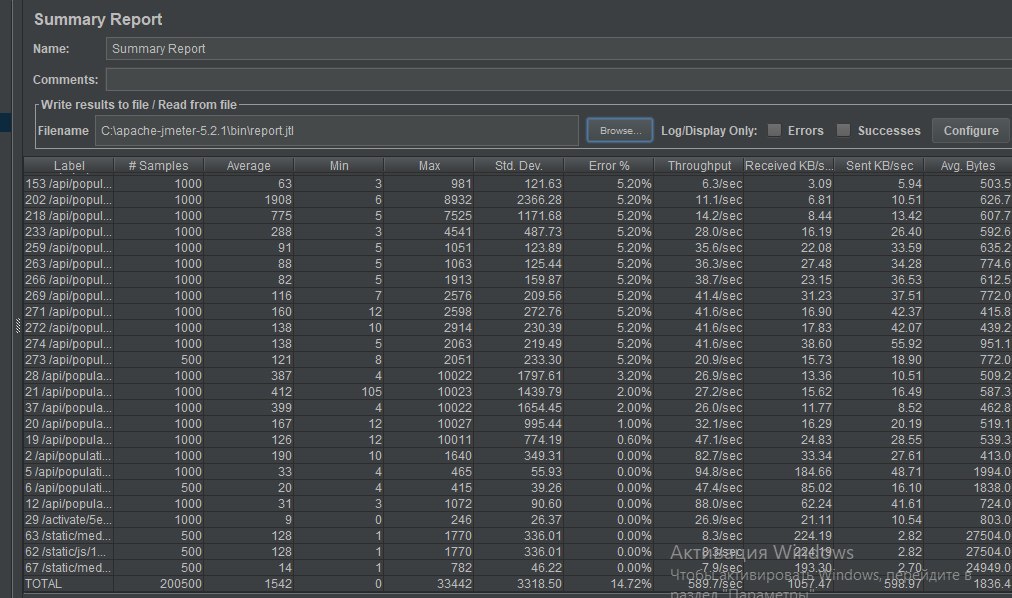 Summary Report
Name: Summary Report
Comments:
Write results to file / Read from file
Filename C:\apache-jmeter-5.2.1\bin\report.jtl Browse... Log/Display Only: Errors Successes Configure
Label # Samples Average Min Max Std. Dev. Error % Throughput Received KB/s... Sent KB/sec Avg. Bytes
153 /api/popul... 1000 63 3 981 121.63 5.20% 6.3/sec 3.09 5.94 503.5
202 /api/popul... 1000 1908 6 8932 2366.28 5.20% 11.1/sec 6.81 10.51 626.7
218 /api/popul... 1000 775 5 7525 1171.68 5.20% 14.2/sec 8.44 13.42 607.7
233 /api/popul... 1000 288 3 4541 487.73 5.20% 28.0/sec 16.19 26.40 592.6
259 /api/popul... 1000 91 5 1051 123.89 5.20% 35.6/sec 22.08 33.59 635.2
263 /api/popul... 1000 88 5 1063 125.44 5.20% 36.3/sec 27.48 34.28 774.6
266 /api/popul... 1000 82 5 1913 159.87 5.20% 38.7/sec 23.15 36.53 612.5
269 /api/popul... 1000 116 7 2576 209.56 5.20% 41.4/sec 31.23 37.51 772.0
271 /api/popul... 1000 160 12 2598 272.76 5.20% 41.6/sec 16.90 42.37 415.8
272 /api/popul... 1000 138 10 2914 230.39 5.20% 41.6/sec 17.83 42.07 439.2
274 /api/popul... 1000 138 5 2063 219.49 5.20% 41.6/sec 38.60 55.92 951.1
273 /api/popul... 500 121 8 2051 233.30 5.20% 20.9/sec 15.73 18.90 772.0
28 /api/popula... 1000 387 4 10022 1797.61 3.20% 26.9/sec 13.36 10.51 509.2
21 /api/popula... 1000 412 105 10023 1439.79 2.00% 27.2/sec 15.62 16.49 587.3
37 /api/popula... 1000 399 4 10022 1654.45 2.00% 26.0/sec 11.77 8.52 462.8
20 /api/popula... 1000 167 12 10027 995.44 1.00% 32.1/sec 16.29 20.19 519.1
19 /api/popula... 1000 126 12 10011 774.19 0.60% 47.1/sec 24.83 28.55 539.3
2 /api/populati... 1000 190 10 1640 349.31 0.00% 82.7/sec 33.34 27.61 413.0
5 /api/populati... 1000 33 4 465 55.93 0.00% 94.8/sec 184.66 48.71 1994.0
6 /api/populati... 500 20 4 415 39.26 0.00% 47.4/sec 85.02 16.10 1838.0
12 /api/popula... 1000 31 3 1072 90.60 0.00% 88.0/sec 62.24 41.61 724.0
29 /activate/5e... 1000 9 0 246 26.37 0.00% 26.9/sec 21.11 10.54 803.0
63 /static/med... 500 128 1 1770 336.01 0.00% 8.3/sec 224.19 2.82 27504.0
62 /static/js/1... 500 128 1 1770 336.01 0.00% 8.3/sec 224.19 2.82 27504.0
67 /static/med... 500 14 1 782 46.22 0.00% 7.9/sec 193.30 2.70 24949.0
TOTAL 200500 1542 0 33442 3318.50 14.72% 589.7/sec 1057.47 598.97 1836.4
Активация Windows
Чтобы активировать Windows, перейдите в
раздел "Параметры"